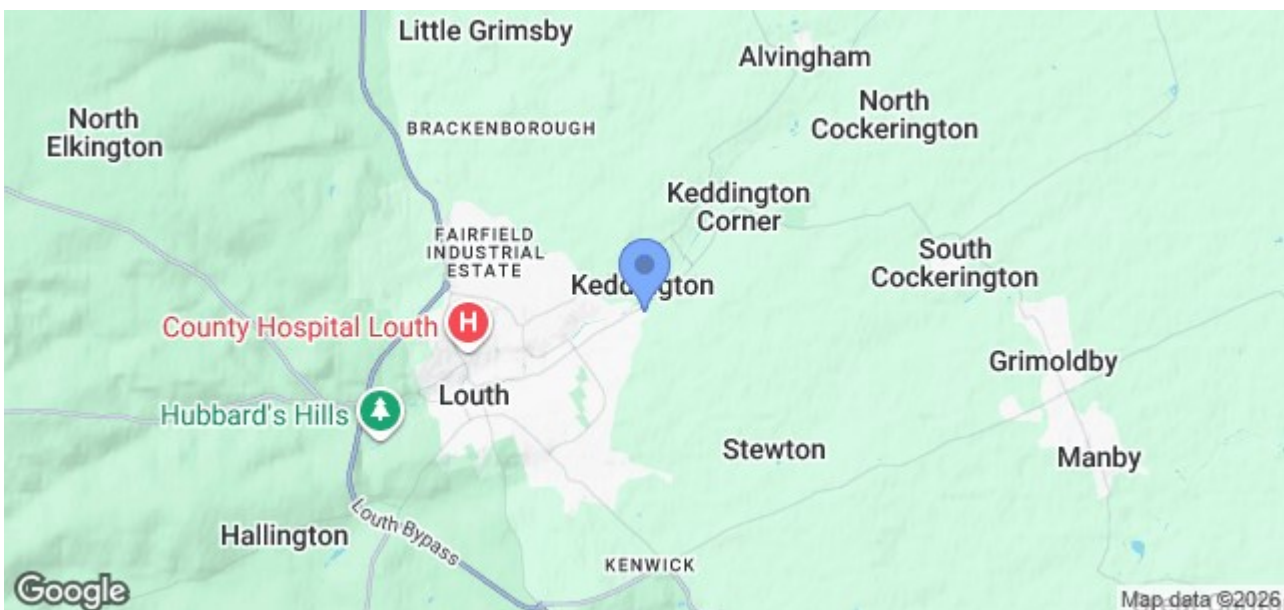 Little Grimsby
Alvingham
North
Elkington
North
Cockerington
BRACKENBOROUGH
Keddington
Corner
FAIRFIELD
INDUSTRIAL
ESTATE
South
Cockerington
Keddington
County Hospital Louth
H
Grimoldby
Louth
Hubbard's Hills
Stewton
Manby
Hallington
Louth Bypass
KENWICK
Google
Map data ©2026